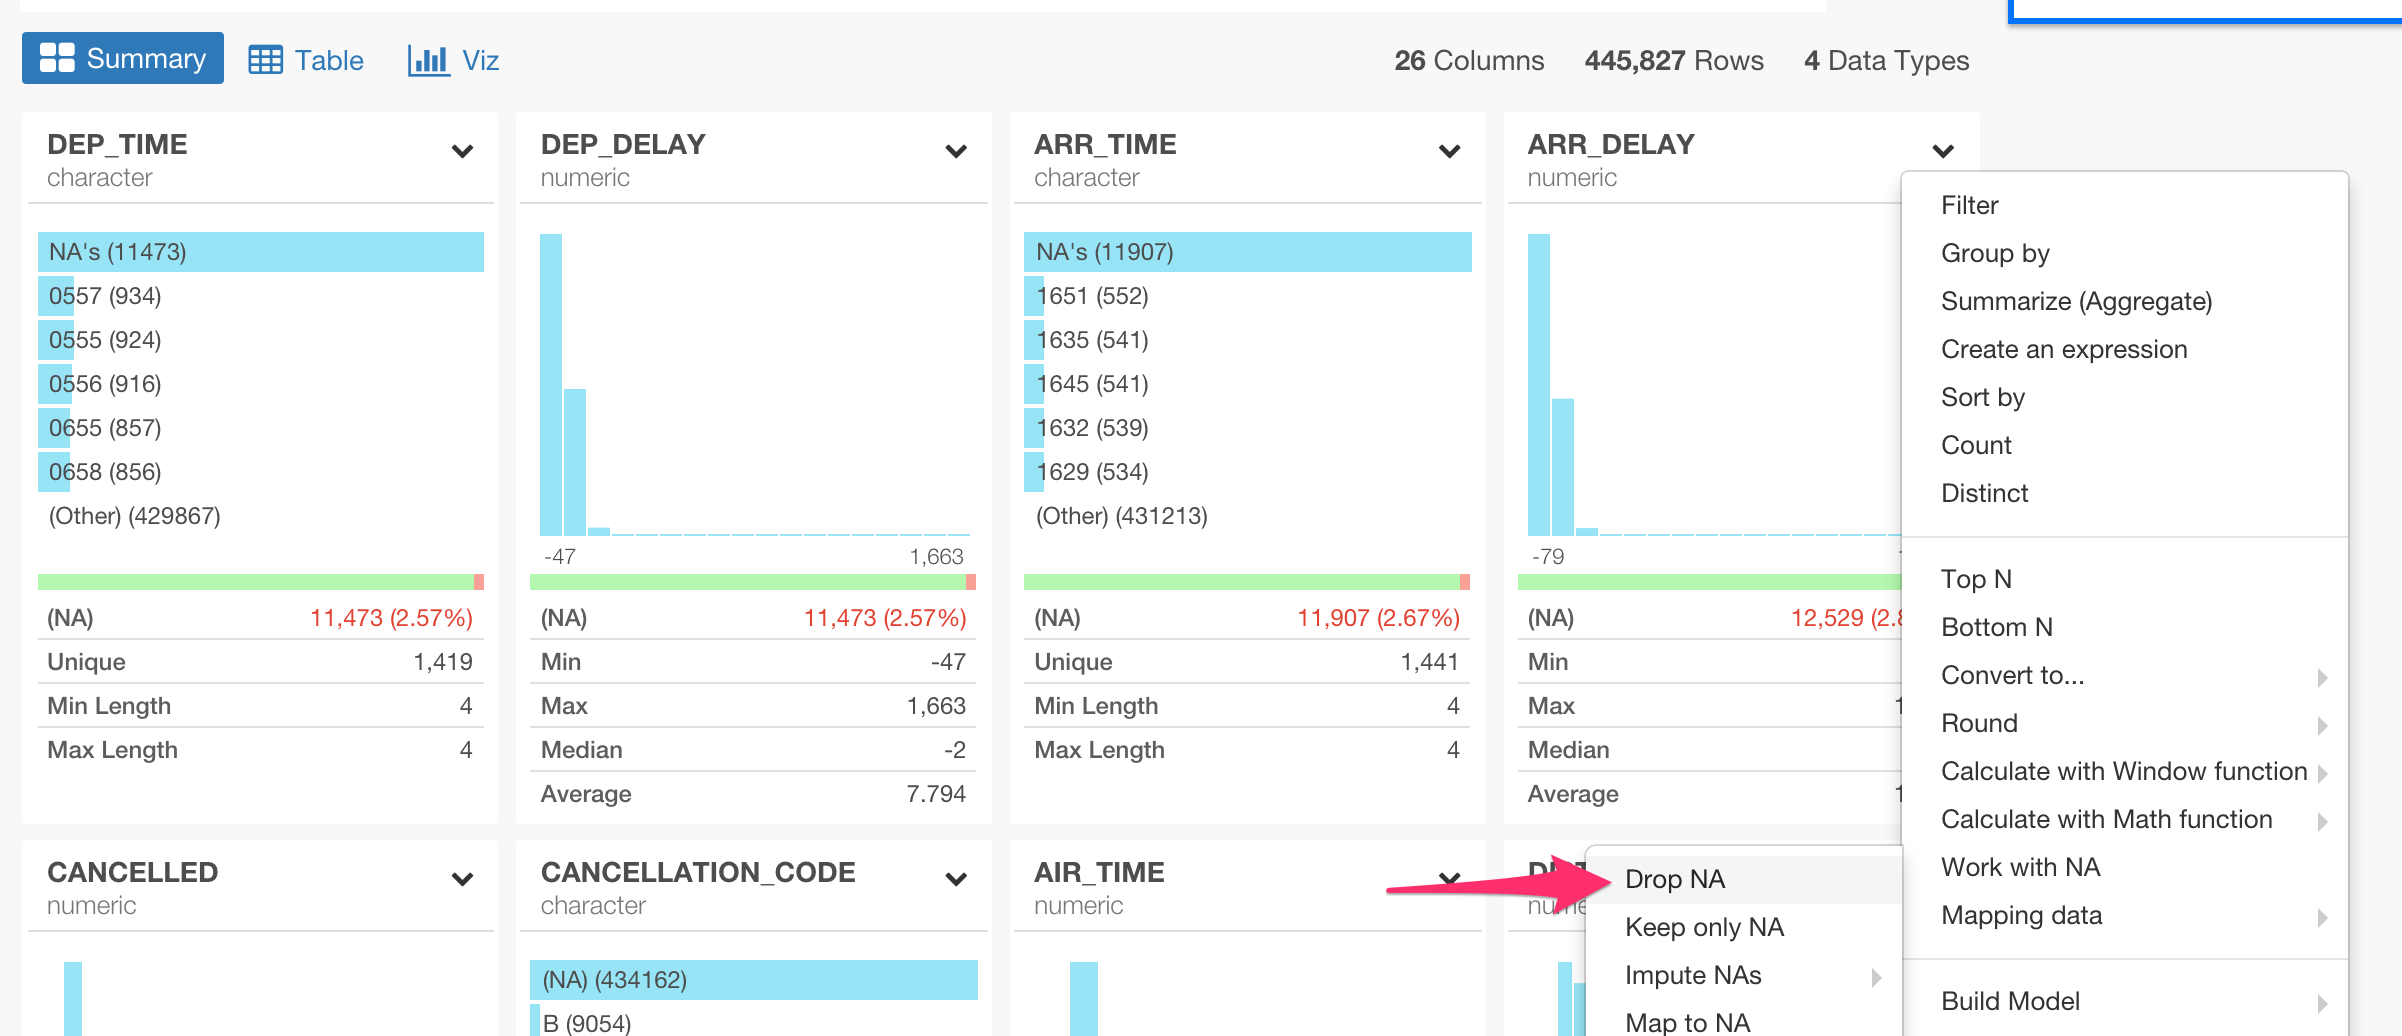 Summary Table Viz 26 Columns 445,827 Rows 4 Data Types
DEP_TIME
character
NA's (11473)
0557 (934)
0555 (924)
0556 (916)
0655 (857)
0658 (856)
(Other) (429867)
(NA) 11,473 (2.57%)
Unique 1,419
Min Length 4
Max Length 4
DEP_DELAY
numeric
-47 1,663
(NA) 11,473 (2.57%)
Min -47
Max 1,663
Median -2
Average 7.794
ARR_TIME
character
NA's (11907)
1651 (552)
1635 (541)
1645 (541)
1632 (539)
1629 (534)
(Other) (431213)
(NA) 11,907 (2.67%)
Unique 1,441
Min Length 4
Max Length 4
ARR_DELAY
numeric
-79
(NA) 12,529 (2.8
Min
Max
Median
Average
Filter
Group by
Summarize (Aggregate)
Create an expression
Sort by
Count
Distinct
Top N
Bottom N
Convert to...
Round
Calculate with Window function
Calculate with Math function
Work with NA
Mapping data
Build Model
CANCELLED
numeric
CANCELLATION_CODE
character
(NA) (434162)
B (9054)
AIR_TIME
numeric
Drop NA
Keep only NA
Impute NAs
Map to NA